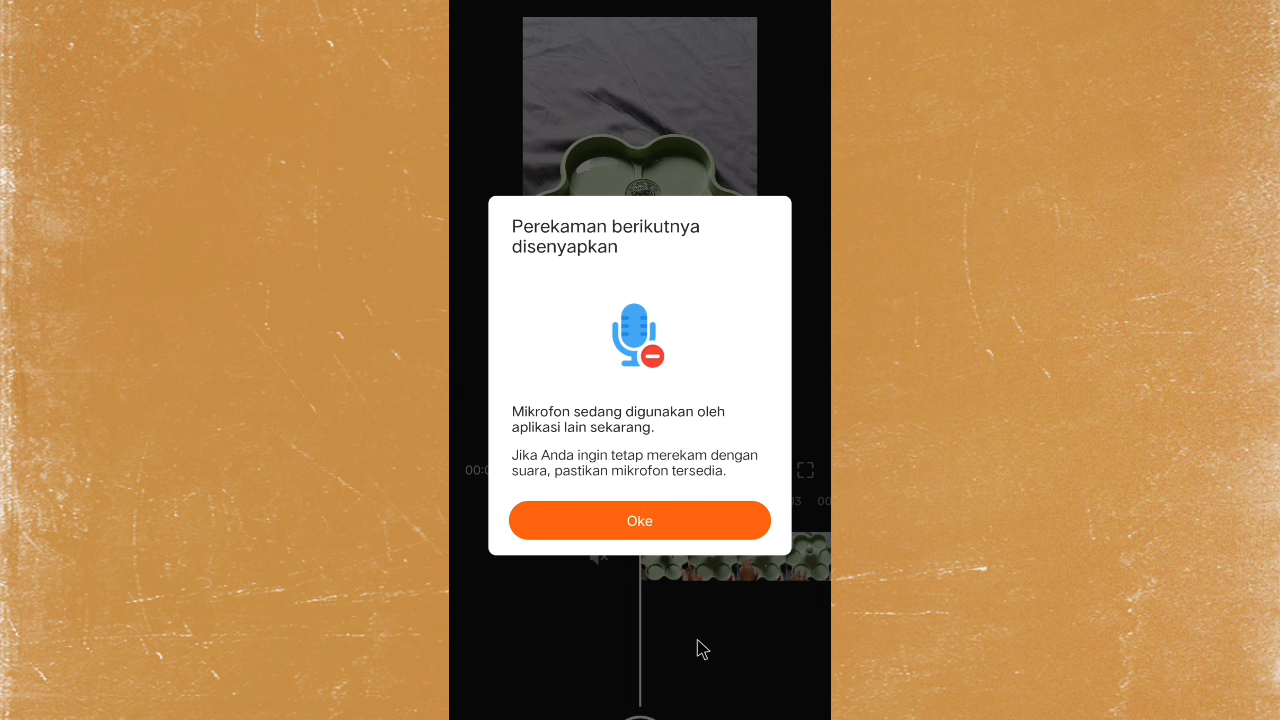 Perekaman berikutnya
disenyapkan
Mikrofon sedang digunakan oleh
aplikasi lain sekarang.
Jika Anda ingin tetap merekam dengan
suara, pastikan mikrofon tersedia.
Oke